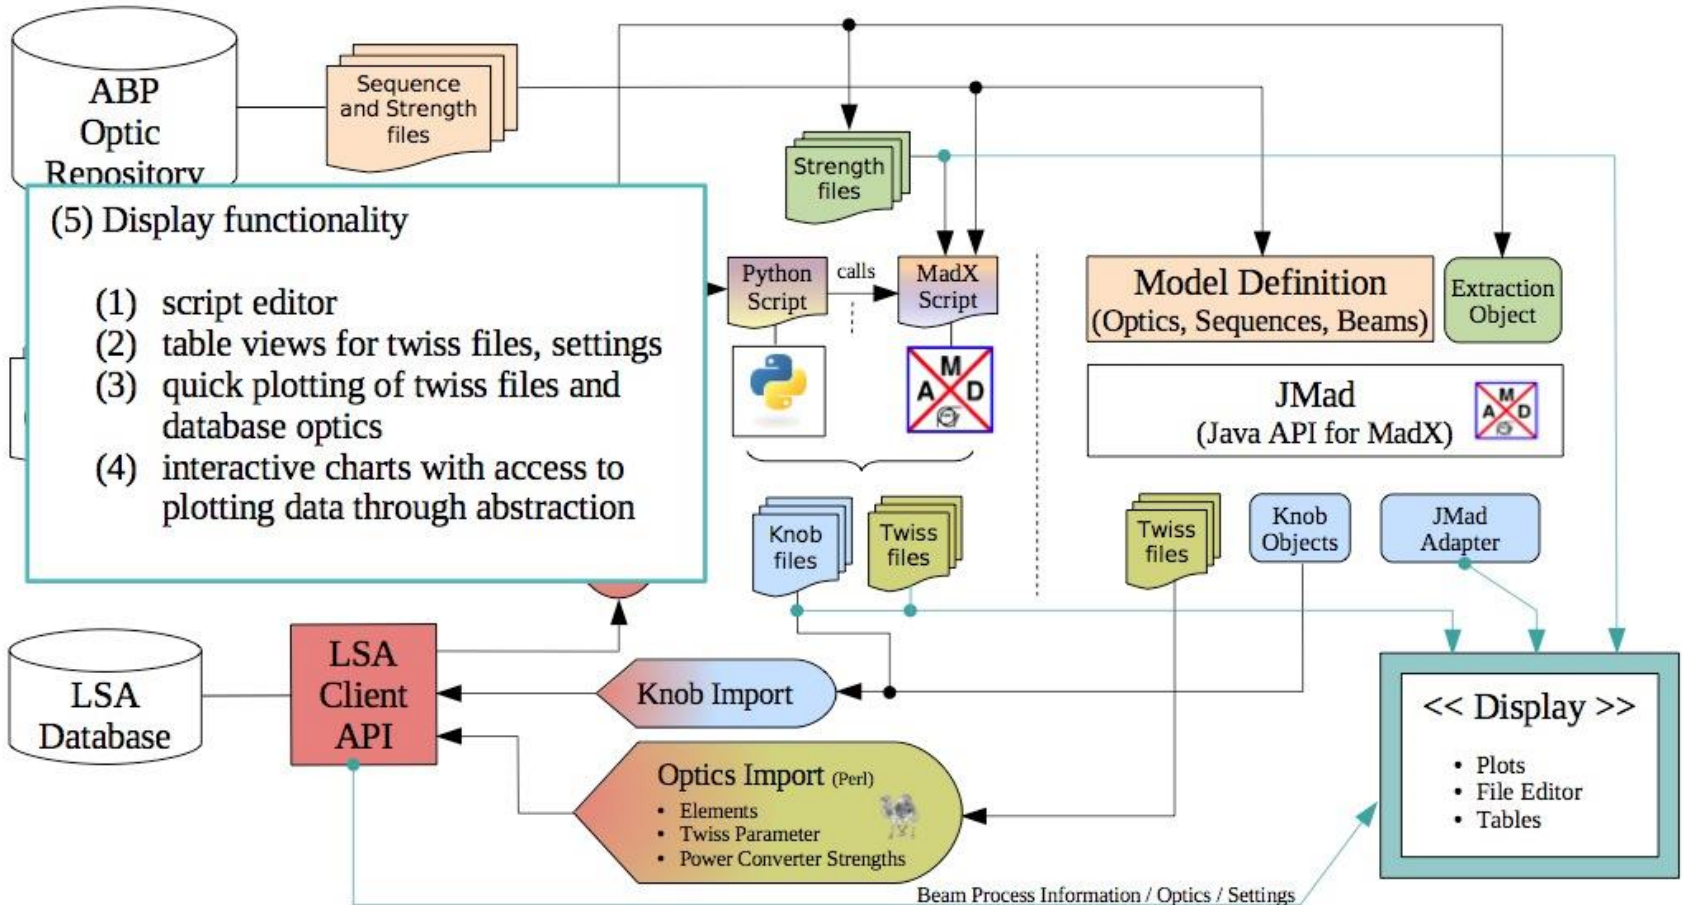 ABP
Optic
Repository
Sequence
and Strength
files
Strength
files
(5) Display functionality
(1) script editor
(2) table views for twiss files, settings
(3) quick plotting of twiss files and
database optics
(4) interactive charts with access to
plotting data through abstraction
Python
Script
calls
MadX
Script
M
A D
Model Definition
(Optics, Sequences, Beams)
Extraction
Object
JMad
(Java API for MadX)
M
A D
Knob
files
Twiss
files
Twiss
files
Knob
Objects
JMad
Adapter
LSA
Database
LSA
Client
API
Knob Import
Optics Import (Perl)
• Elements
• Twiss Parameter
• Power Converter Strengths
<< Display >>
• Plots
• File Editor
• Tables
Beam Process Information / Optics / Settings